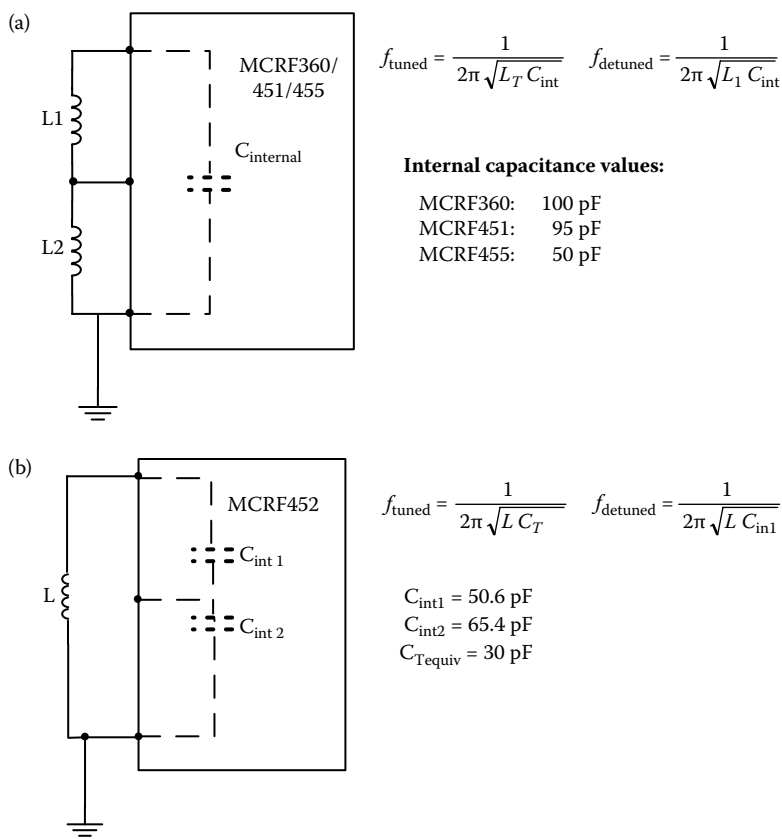 (a)
MCRF360/
451/455
L1
C_internal
L2
f_tuned = 1 / (2π √(L_T C_int))   f_detuned = 1 / (2π √(L_1 C_int))
Internal capacitance values:
MCRF360: 100 pF
MCRF451: 95 pF
MCRF455: 50 pF
(b)
MCRF452
C_int 1
L
C_int 2
f_tuned = 1 / (2π √(L C_T))   f_detuned = 1 / (2π √(L C_in1))
C_int1 = 50.6 pF
C_int2 = 65.4 pF
C_Tequiv = 30 pF